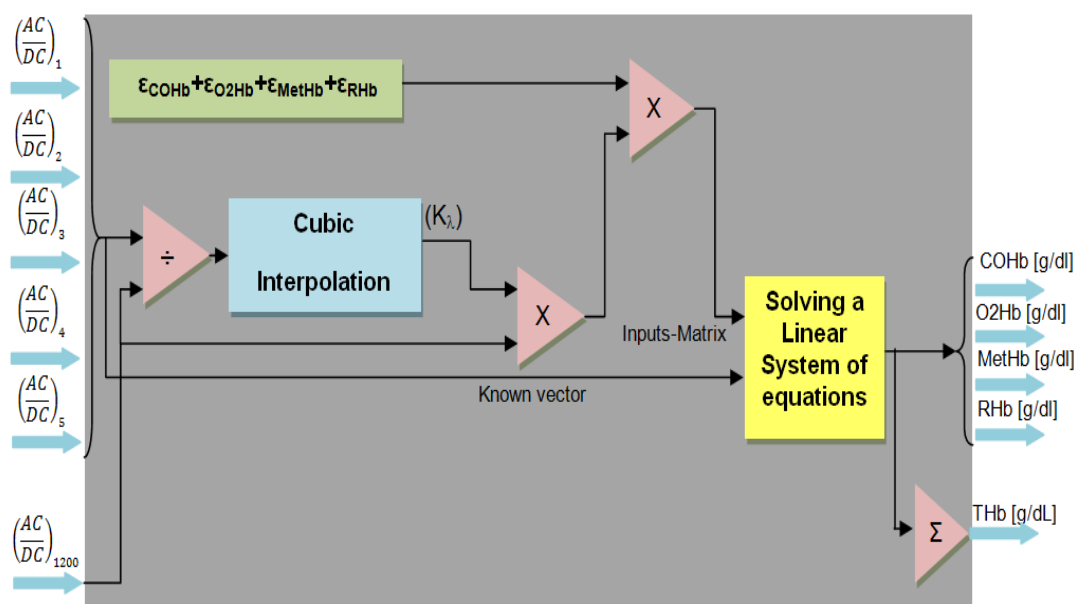 (AC/DC)1
(AC/DC)2
(AC/DC)3
(AC/DC)4
(AC/DC)5
(AC/DC)1200
εCOHb+εO2Hb+εMetHb+εRHb
X
÷
Cubic
Interpolation
(Kλ)
X
Inputs-Matrix
Known vector
Solving a
Linear
System of
equations
COHb [g/dl]
O2Hb [g/dl]
MetHb [g/dl]
RHb [g/dl]
Σ
THb [g/dL]